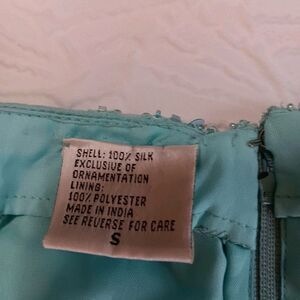 SHELL: 100% SILK
EXCLUSIVE OF
ORNAMENTATION
LINING:
100% POLYESTER
MADE IN INDIA
SEE REVERSE FOR CARE
S